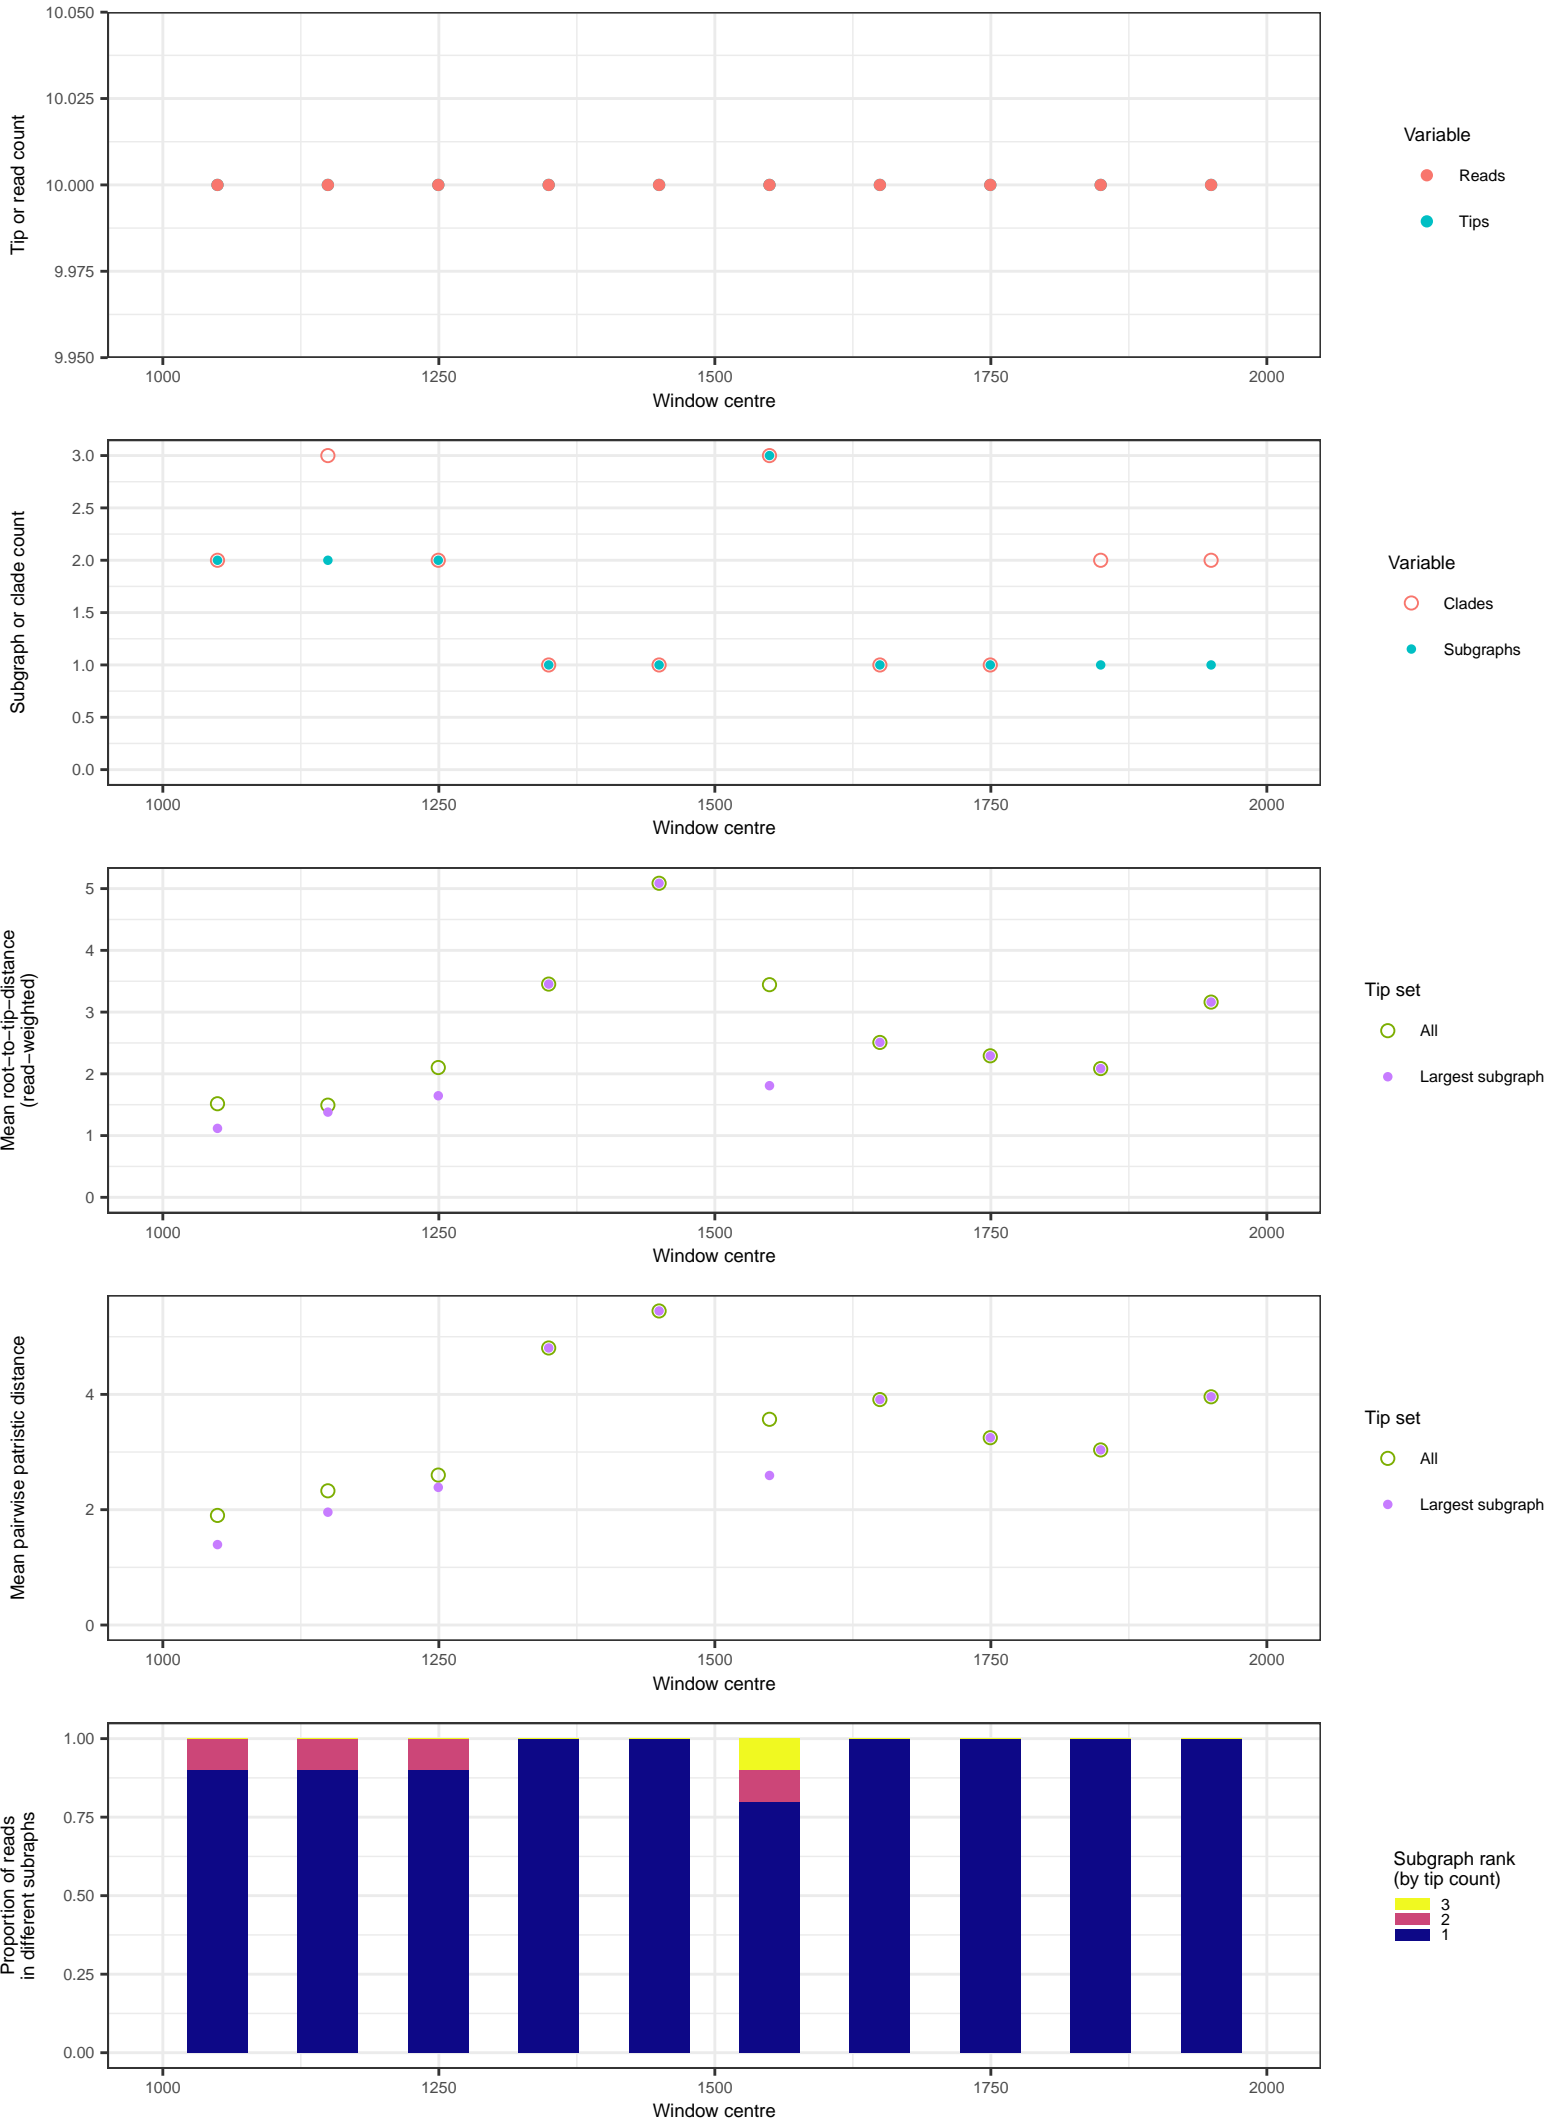 10.050
10.025
10.000
9.975
9.950
Tip or read count
1000
1250
1500
1750
2000
Window centre
Variable
Reads
Tips
3.0
2.5
2.0
1.5
1.0
0.5
0.0
Subgraph or clade count
1000
1250
1500
1750
2000
Window centre
Variable
Clades
Subgraphs
5
4
3
2
1
0
Mean root−to−tip−distance
(read−weighted)
1000
1250
1500
1750
2000
Window centre
Tip set
All
Largest subgraph
4
2
0
Mean pairwise patristic distance
1000
1250
1500
1750
2000
Window centre
Tip set
All
Largest subgraph
1.00
0.75
0.50
0.25
0.00
Proportion of reads
in different subraphs
1000
1250
1500
1750
2000
Window centre
Subgraph rank
(by tip count)
3
2
1